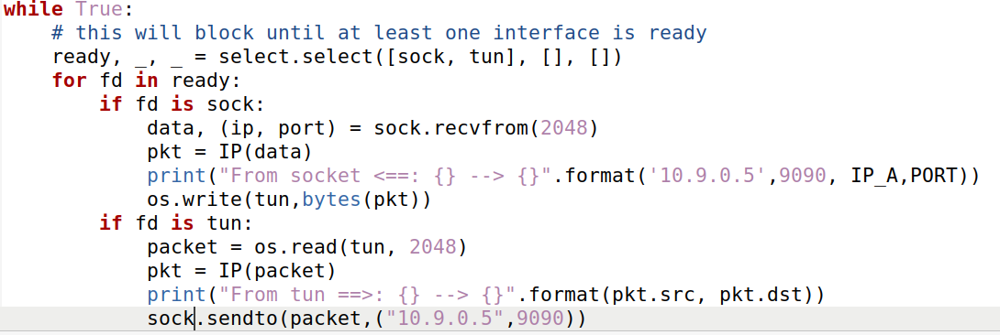 while True:
    # this will block until at least one interface is ready
    ready, _, _ = select.select([sock, tun], [], [])
    for fd in ready:
        if fd is sock:
            data, (ip, port) = sock.recvfrom(2048)
            pkt = IP(data)
            print("From socket <==: {} --> {}".format('10.9.0.5',9090, IP_A,PORT))
            os.write(tun,bytes(pkt))
        if fd is tun:
            packet = os.read(tun, 2048)
            pkt = IP(packet)
            print("From tun ==>: {} --> {}".format(pkt.src, pkt.dst))
            sock.sendto(packet,("10.9.0.5",9090))